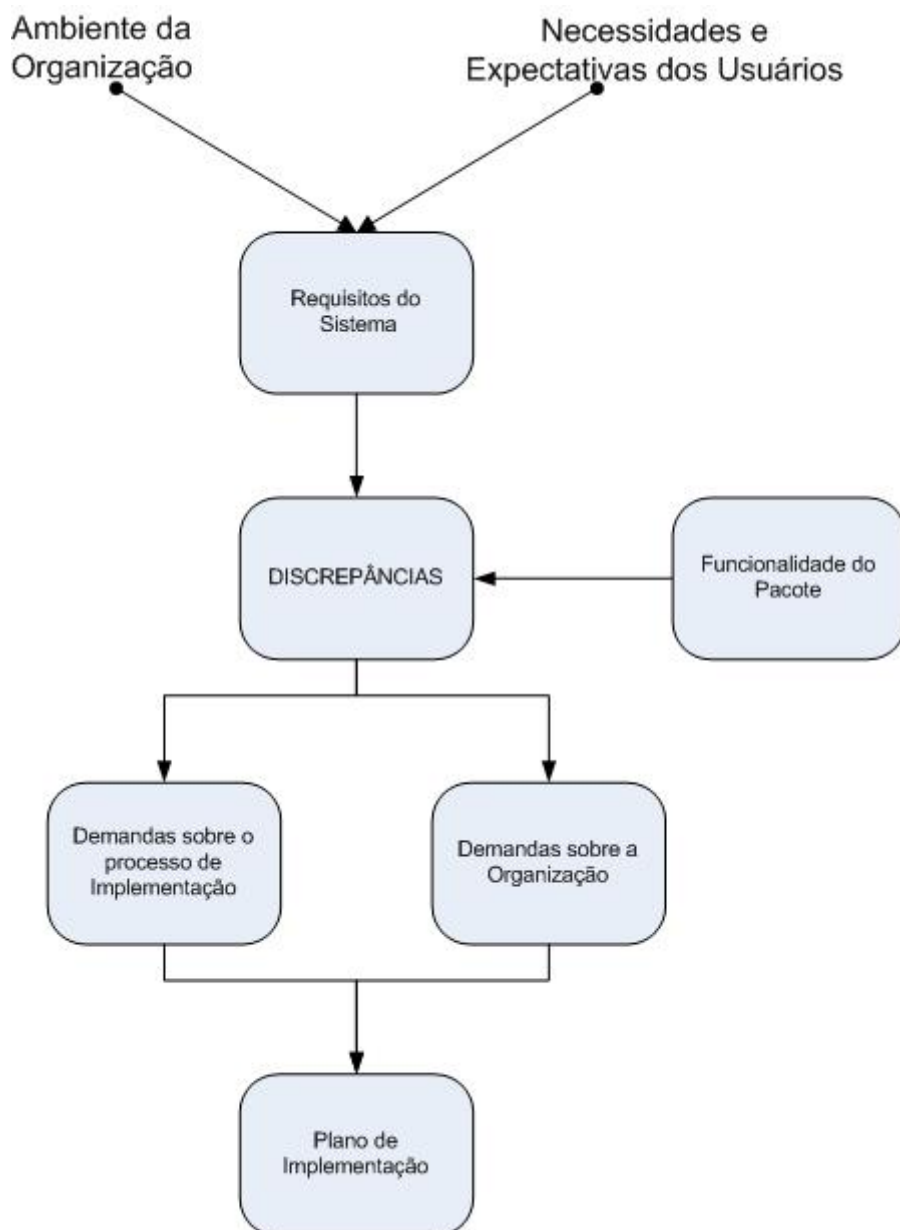 Ambiente da
Organização
Necessidades e
Expectativas dos Usuários
Requisitos do
Sistema
DISCREPÂNCIAS
Funcionalidade do
Pacote
Demandas sobre o
processo de
Implementação
Demandas sobre a
Organização
Plano de
Implementação